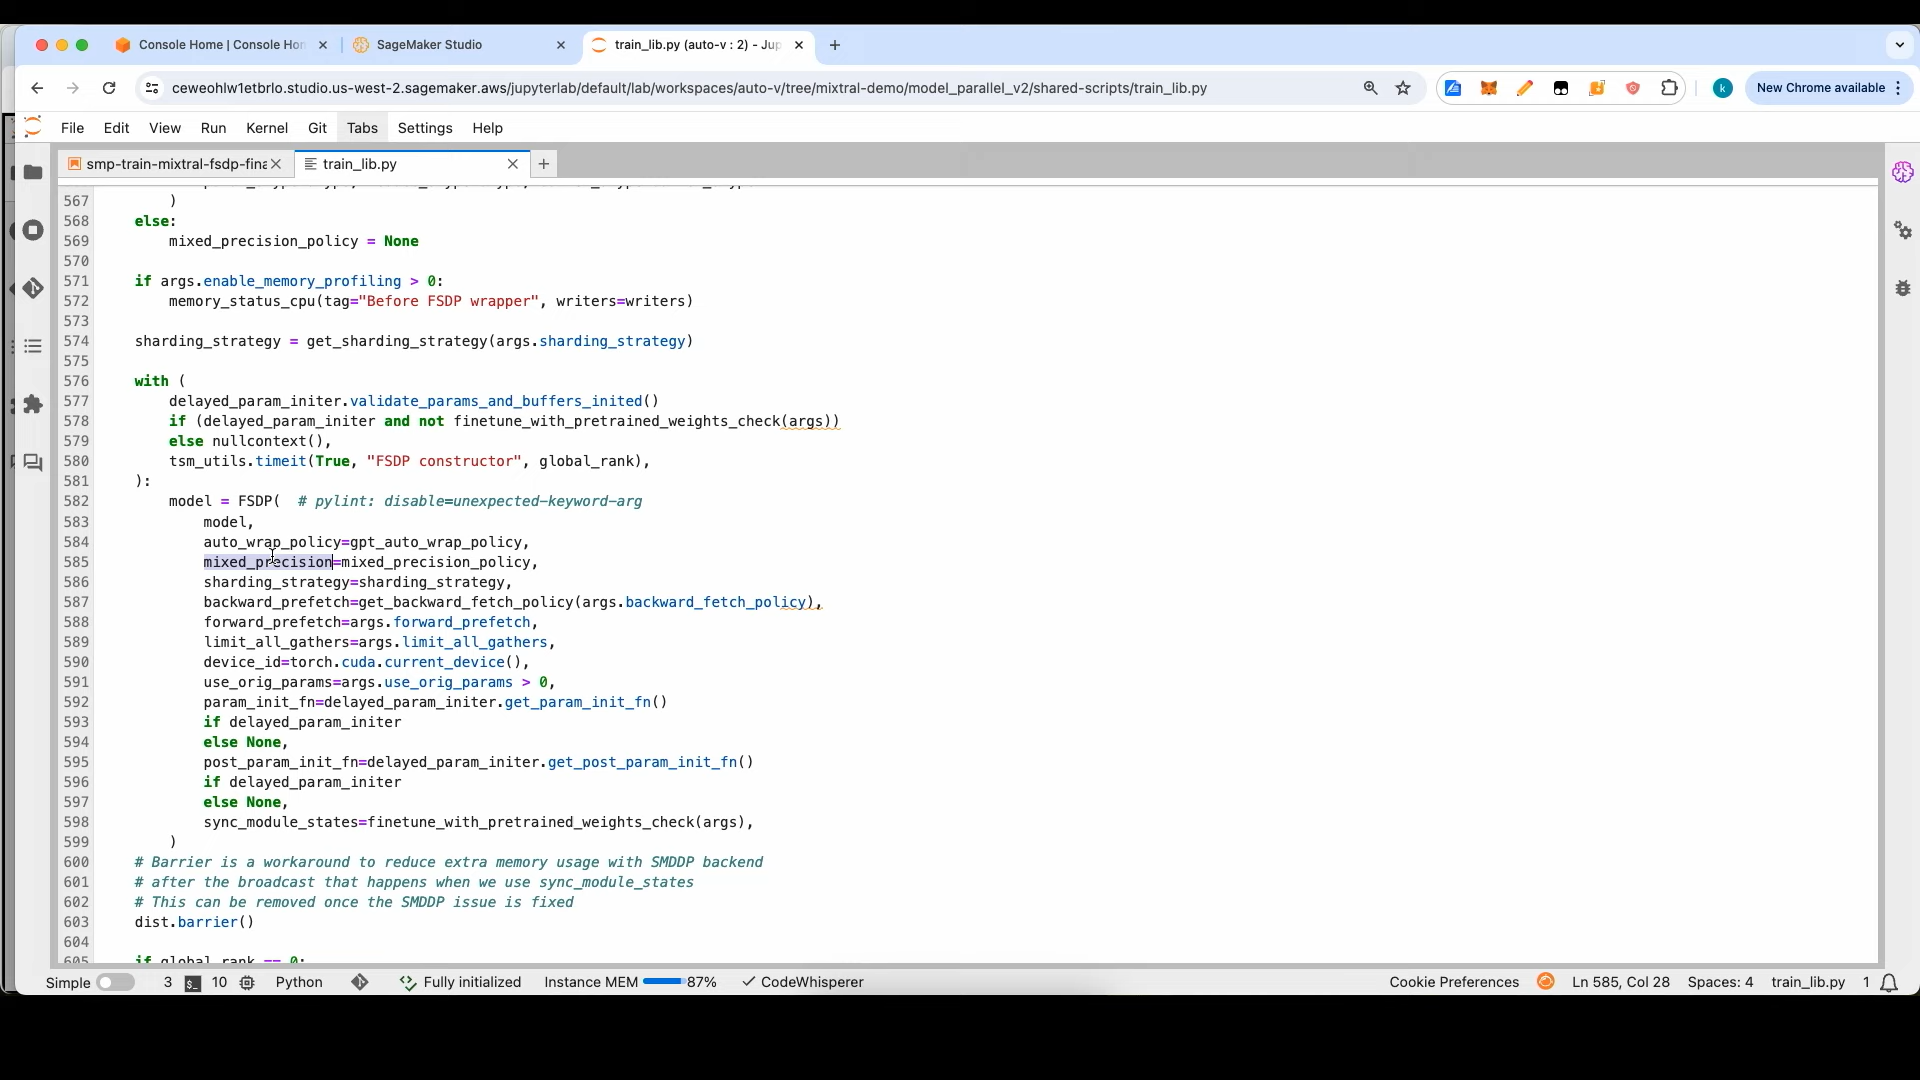 Console Home | Console Hor
SageMaker Studio
train_lib.py (auto-v : 2) - Jup
ceweohlw1etbrlo.studio.us-west-2.sagemaker.aws/jupyterlab/default/lab/workspaces/auto-v/tree/mixtral-demo/model_parallel_v2/shared-scripts/train_lib.py
k
New Chrome available
File Edit View Run Kernel Git Tabs Settings Help
smp-train-mixtral-fsdp-fina
train_lib.py
567 )
568 else:
569 mixed_precision_policy = None
570
571 if args.enable_memory_profiling > 0:
572 memory_status_cpu(tag="Before FSDP wrapper", writers=writers)
573
574 sharding_strategy = get_sharding_strategy(args.sharding_strategy)
575
576 with (
577 delayed_param_initer.validate_params_and_buffers_inited()
578 if (delayed_param_initer and not finetune_with_pretrained_weights_check(args))
579 else nullcontext(),
580 tsm_utils.timeit(True, "FSDP constructor", global_rank),
581 ):
582 model = FSDP( # pylint: disable=unexpected-keyword-arg
583 model,
584 auto_wrap_policy=gpt_auto_wrap_policy,
585 mixed_precision=mixed_precision_policy,
586 sharding_strategy=sharding_strategy,
587 backward_prefetch=get_backward_fetch_policy(args.backward_fetch_policy),
588 forward_prefetch=args.forward_prefetch,
589 limit_all_gathers=args.limit_all_gathers,
590 device_id=torch.cuda.current_device(),
591 use_orig_params=args.use_orig_params > 0,
592 param_init_fn=delayed_param_initer.get_param_init_fn()
593 if delayed_param_initer
594 else None,
595 post_param_init_fn=delayed_param_initer.get_post_param_init_fn()
596 if delayed_param_initer
597 else None,
598 sync_module_states=finetune_with_pretrained_weights_check(args),
599 )
600 # Barrier is a workaround to reduce extra memory usage with SMDDP backend
601 # after the broadcast that happens when we use sync_module_states
602 # This can be removed once the SMDDP issue is fixed
603 dist.barrier()
604
605 if global_rank == 0:
Simple 3 10 Python Fully initialized Instance MEM 87% CodeWhisperer Cookie Preferences Ln 585, Col 28 Spaces: 4 train_lib.py 1